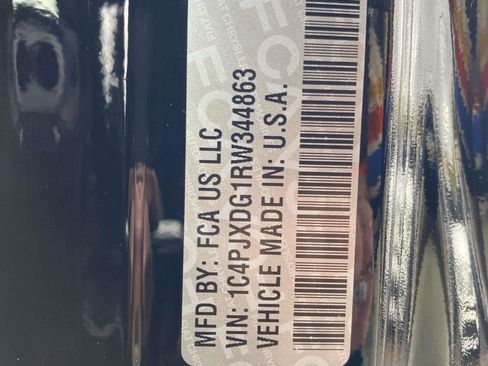 MFD BY: FCA US LLC
VIN: 1C4PJXDG1RW344863
VEHICLE MADE IN: U.S.A.